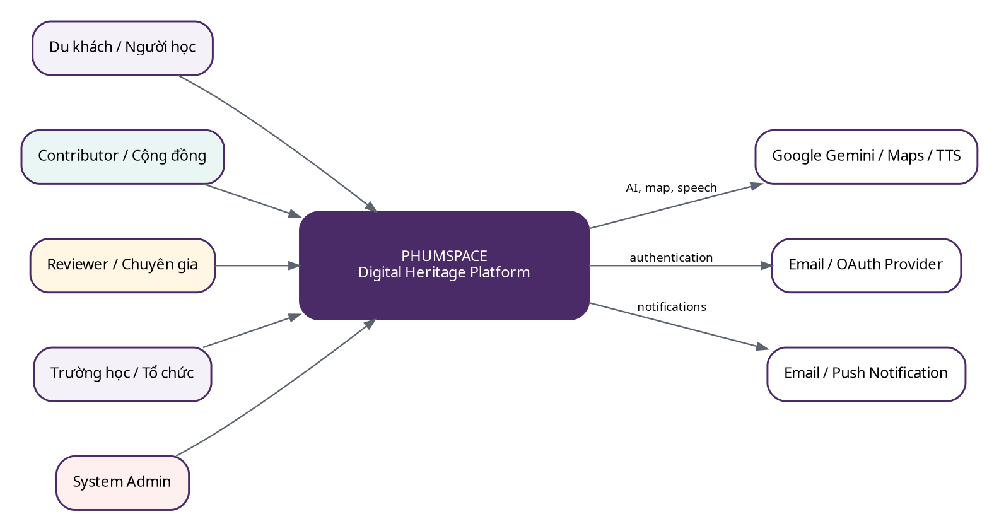 Du khách / Người học
Contributor / Cộng đồng
Reviewer / Chuyên gia
Trường học / Tổ chức
System Admin
PHUMSPACE
Digital Heritage Platform
AI, map, speech
authentication
notifications
Google Gemini / Maps / TTS
Email / OAuth Provider
Email / Push Notification